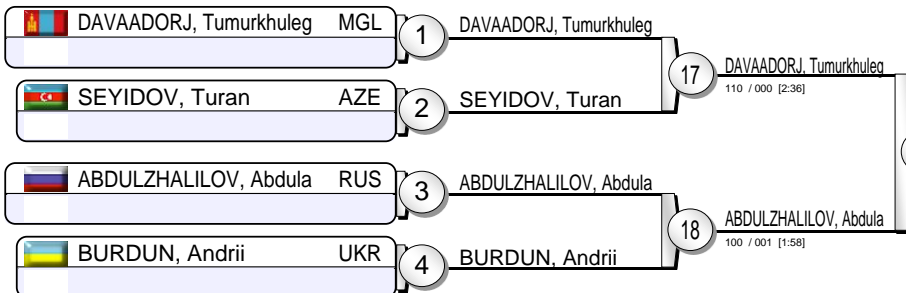 DAVAADORJ, Tumurkhuleg MGL
1
DAVAADORJ, Tumurkhuleg
17
DAVAADORJ, Tumurkhuleg
110 / 000 [2:36]
SEYIDOV, Turan AZE
2
SEYIDOV, Turan
ABDULZHALILOV, Abdula RUS
3
ABDULZHALILOV, Abdula
18
ABDULZHALILOV, Abdula
100 / 001 [1:58]
BURDUN, Andrii UKR
4
BURDUN, Andrii